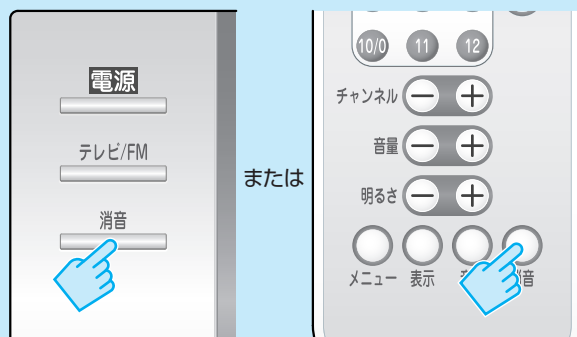 電源
テレビ/FM
消音
または
10/0 11 12
チャンネル − +
音量 − +
明るさ − +
メニュー 表示 音